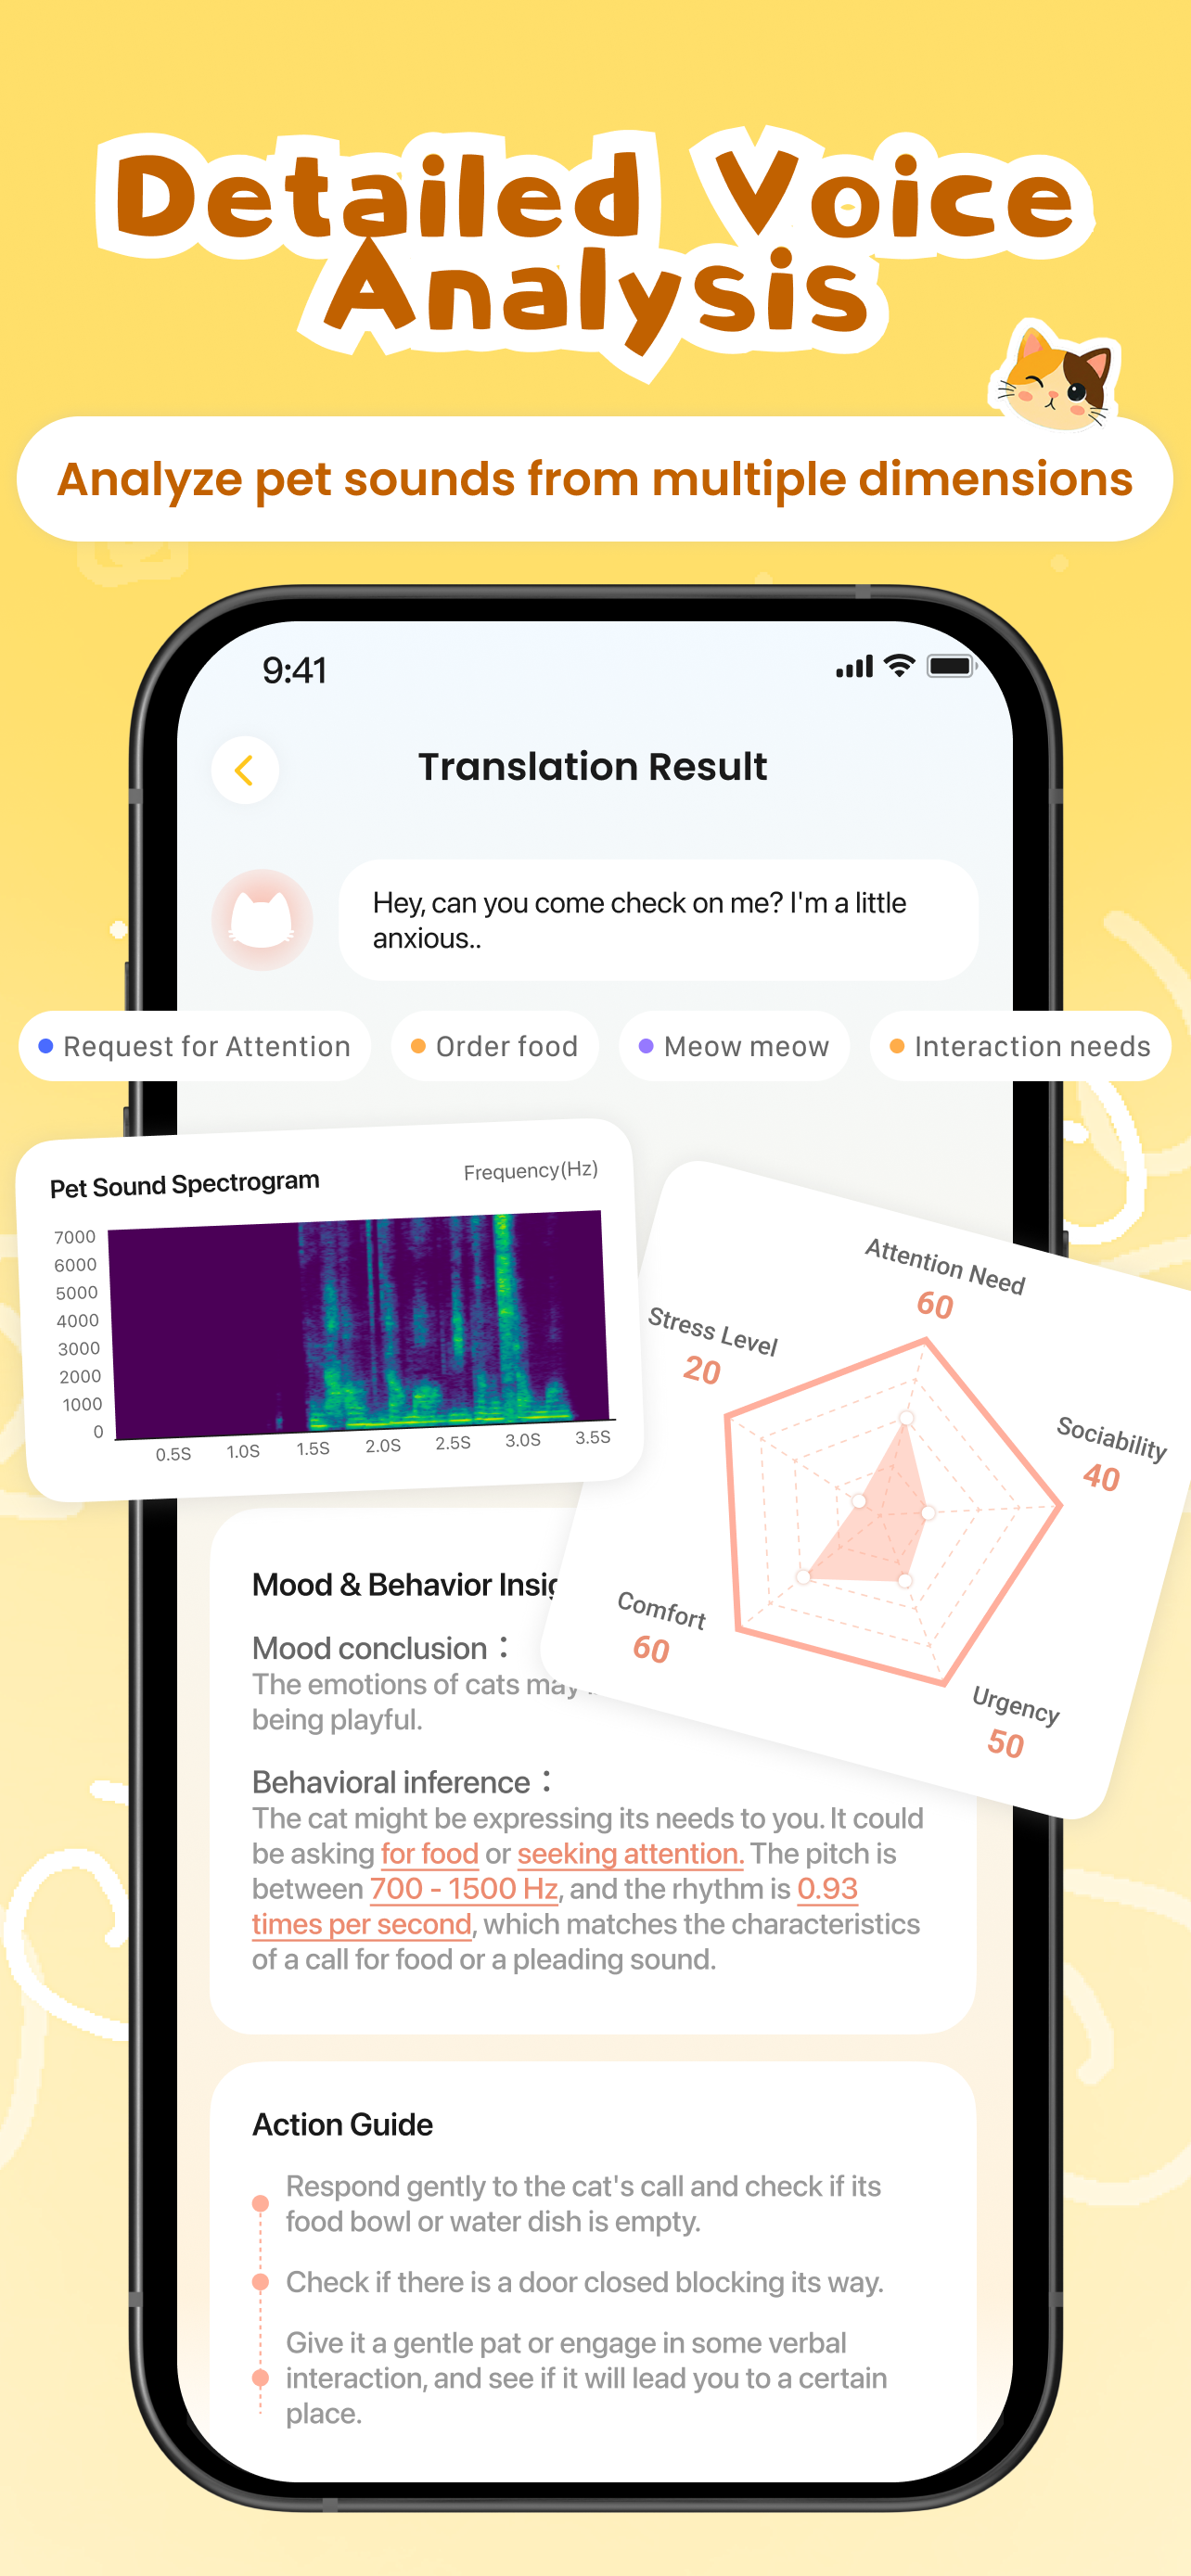 Detailed Voice
Analysis
Analyze pet sounds from multiple dimensions
9:41
Translation Result
Hey, can you come check on me? I'm a little
anxious..
Request for Attention
Order food
Meow meow
Interaction needs
Pet Sound Spectrogram
Frequency(Hz)
7000
6000
5000
4000
3000
2000
1000
0
0.5S 1.0S 1.5S 2.0S 2.5S 3.0S 3.5S
Attention Need
60
Stress Level
20
Sociability
40
Comfort
60
Urgency
50
Mood & Behavior
Mood conclusion：
The emotions of cats may
being playful.
Behavioral inference：
The cat might be expressing its needs to you. It could
be asking for food or seeking attention. The pitch is
between 700 - 1500 Hz, and the rhythm is 0.93
times per second, which matches the characteristics
of a call for food or a pleading sound.
Action Guide
Respond gently to the cat's call and check if its
food bowl or water dish is empty.
Check if there is a door closed blocking its way.
Give it a gentle pat or engage in some verbal
interaction, and see if it will lead you to a certain
place.